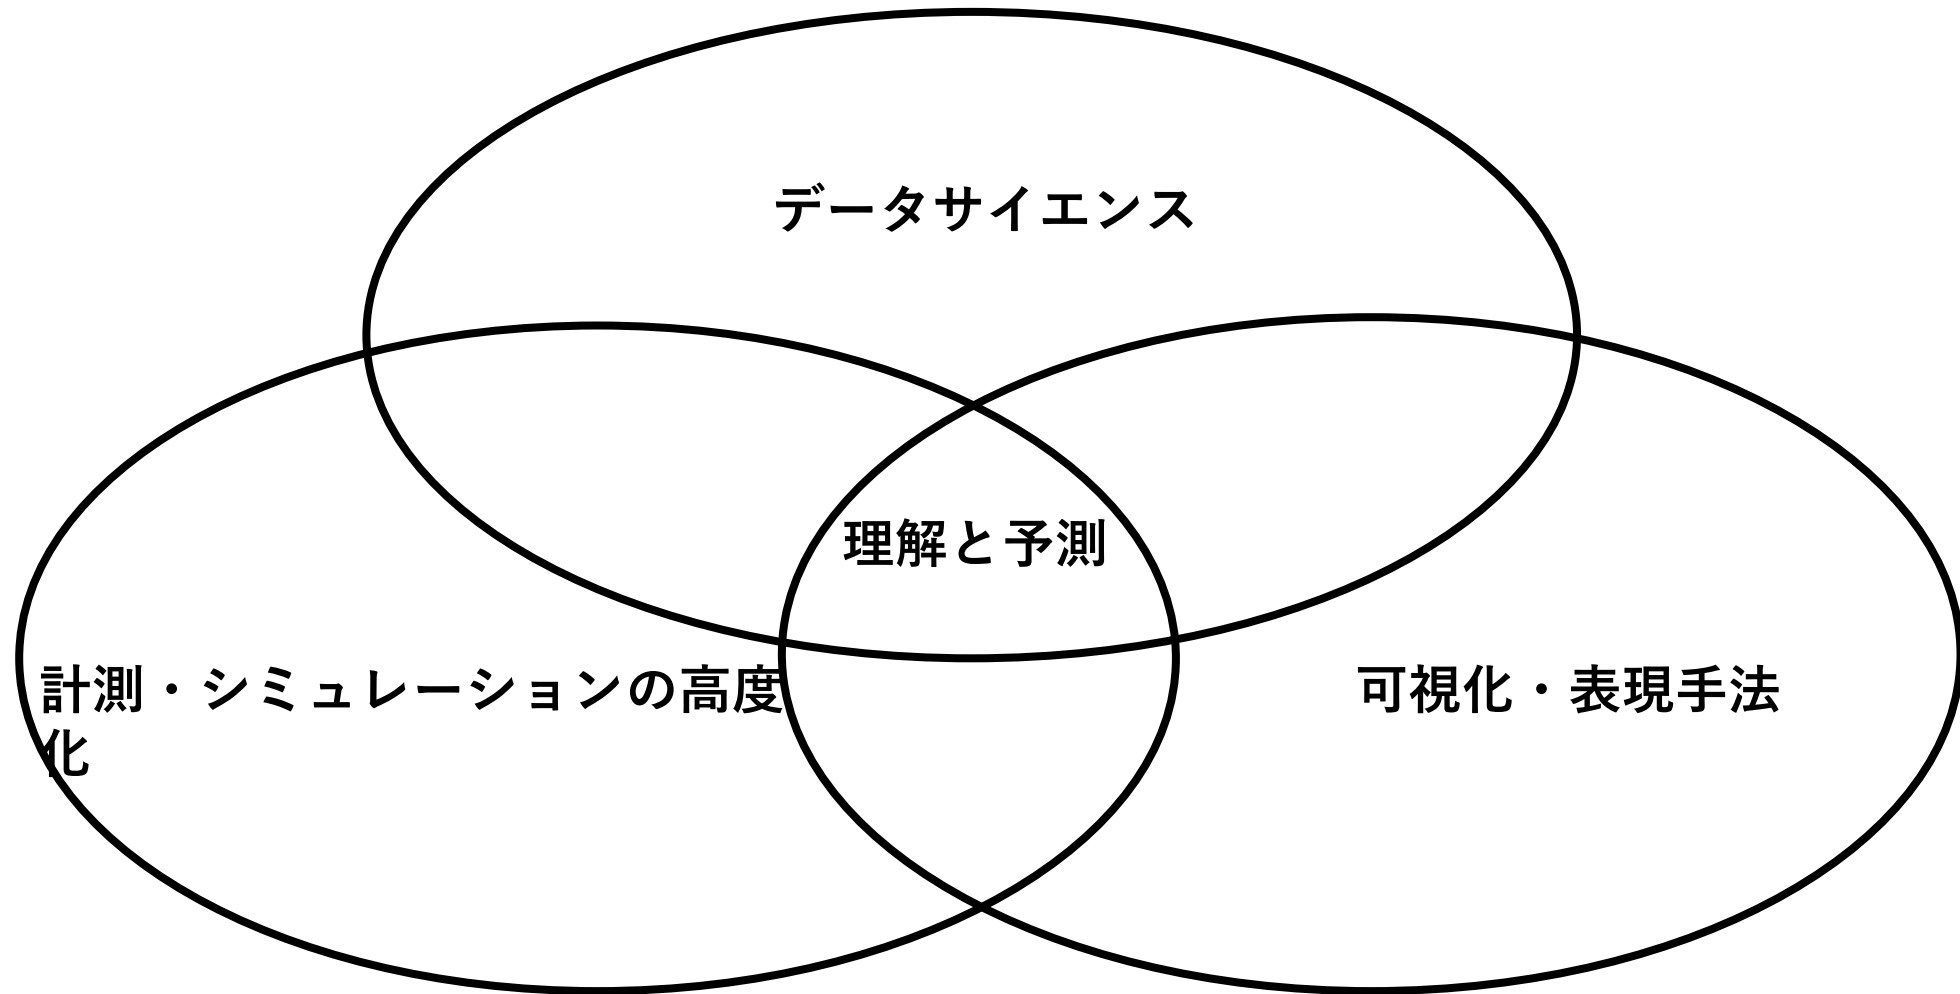 データサイエンス
理解と予測
計測・シミュレーションの高度
化
可視化・表現手法